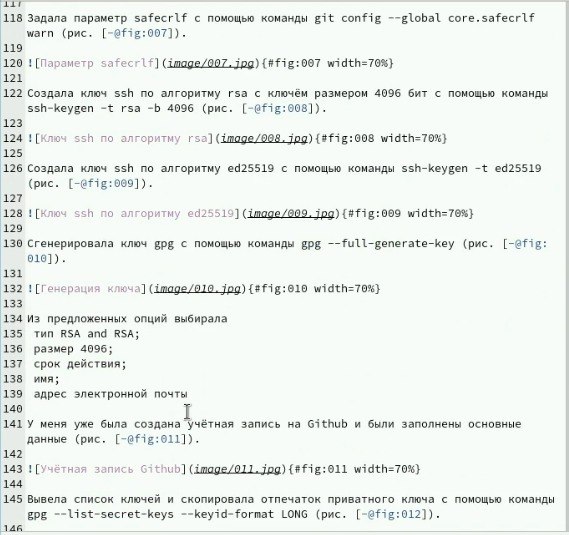 117
118 Задала параметр safecrlf с помощью команды git config --global core.safecrlf
warn (рис. [-@fig:007]).
119
120 ![Параметр safecrlf](image/007.jpg){#fig:007 width=70%}
121
122 Создала ключ ssh по алгоритму rsa с ключём размером 4096 бит с помощью команды
ssh-keygen -t rsa -b 4096 (рис. [-@fig:008]).
123
124 ![Ключ ssh по алгоритму rsa](image/008.jpg){#fig:008 width=70%}
125
126 Создала ключ ssh по алгоритму ed25519 с помощью команды ssh-keygen -t ed25519
(рис. [-@fig:009]).
127
128 ![Ключ ssh по алгоритму ed25519](image/009.jpg){#fig:009 width=70%}
129
130 Сгенерировала ключ gpg с помощью команды gpg --full-generate-key (рис. [-@fig:
010]).
131
132 ![Генерация ключа](image/010.jpg){#fig:010 width=70%}
133
134 Из предложенных опций выбирала
135 тип RSA and RSA;
136 размер 4096;
137 срок действия;
138 имя;
139 адрес электронной почты
140
141 У меня уже была создана учётная запись на Github и были заполнены основные
данные (рис. [-@fig:011]).
142
143 ![Учётная запись Github](image/011.jpg){#fig:011 width=70%}
144
145 Вывела список ключей и скопировала отпечаток приватного ключа с помощью команды
gpg --list-secret-keys --keyid-format LONG (рис. [-@fig:012]).
146